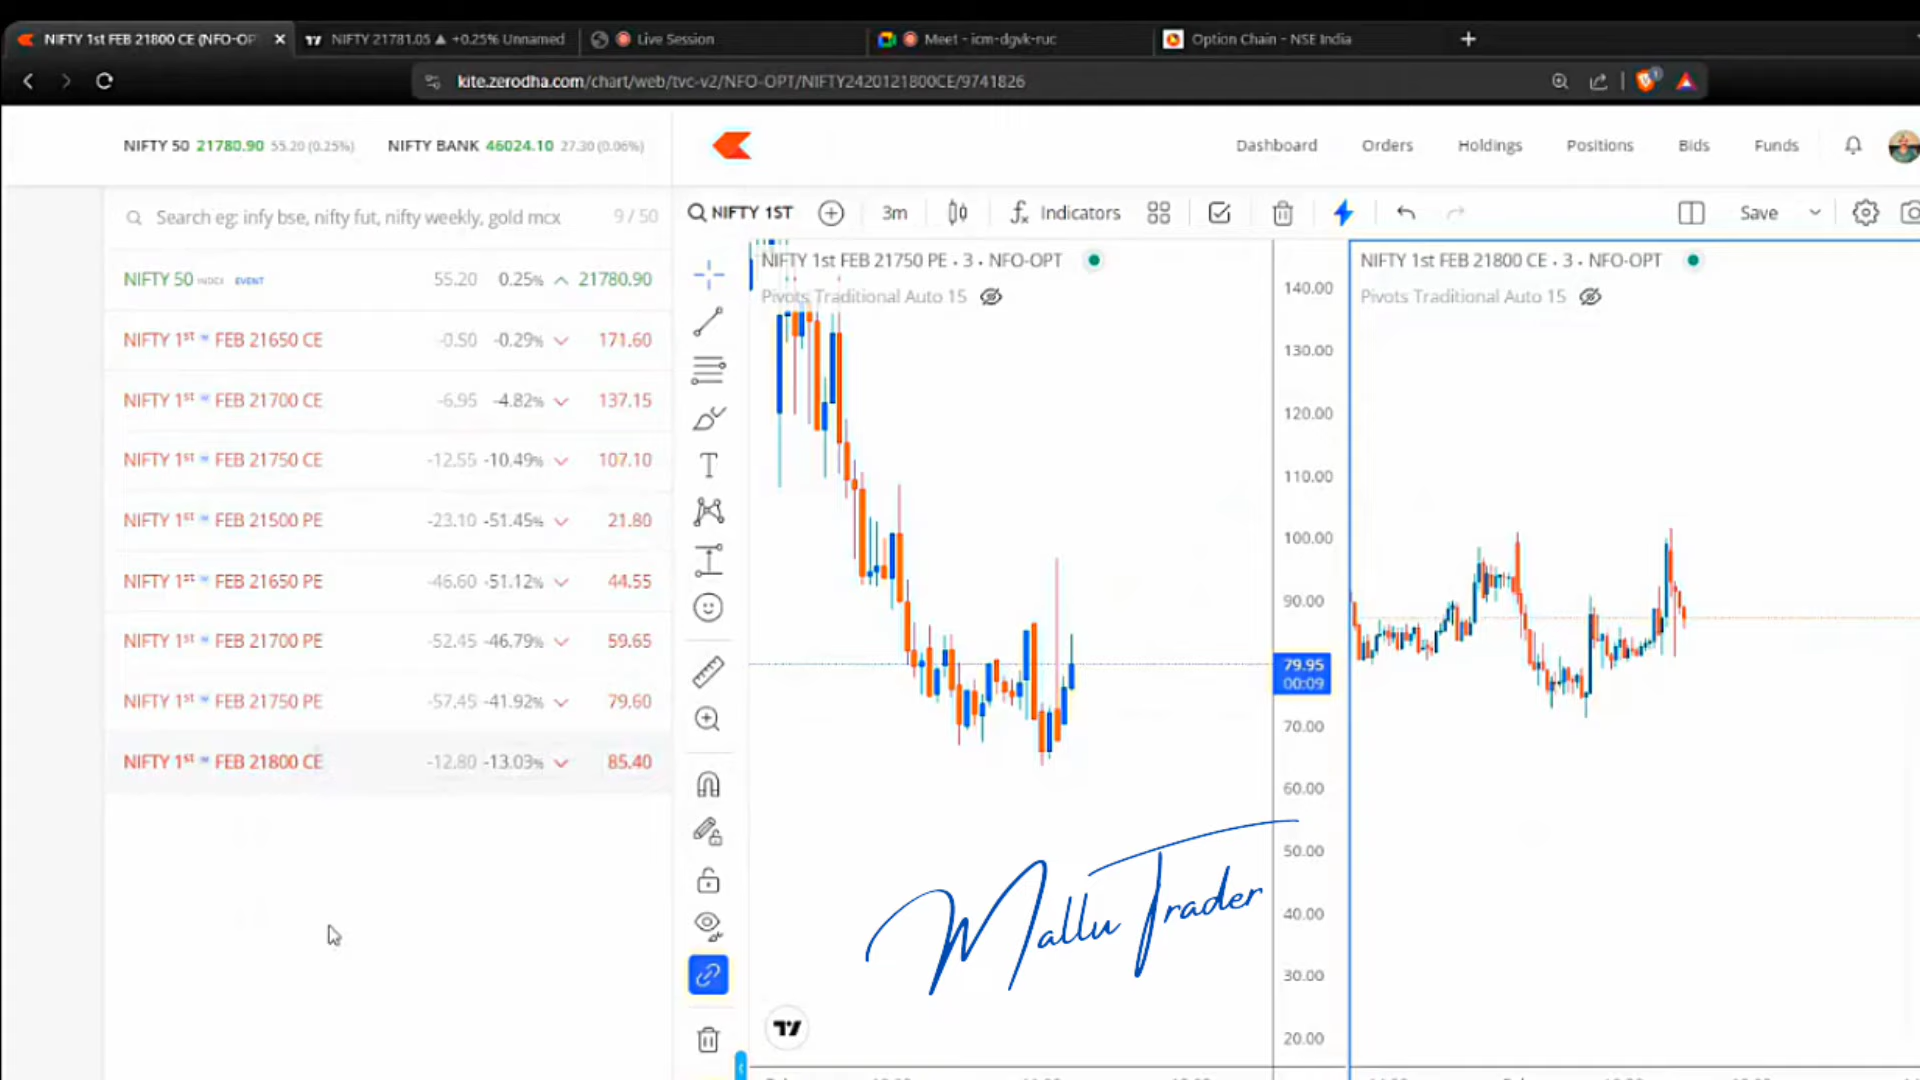 NIFTY 1st FEB 21800 CE (NFO-OP
NIFTY 21781.05 ▲ +0.25% Unnamed
Live Session
Meet - icm-dgvk-ruc
Option Chain - NSE India
kite.zerodha.com/chart/web/tvc-v2/NFO-OPT/NIFTY2420121800CE/9741826
NIFTY 50 21780.90 55.20 (0.25%)
NIFTY BANK 46024.10 27.30 (0.06%)
Dashboard
Orders
Holdings
Positions
Bids
Funds
Search eg: infy bse, nifty fut, nifty weekly, gold mcx 9 / 50
NIFTY 1ST
3m
Indicators
Save
NIFTY 50 INDEX EVENT 55.20 0.25% 21780.90
NIFTY 1st w FEB 21650 CE -0.50 -0.29% 171.60
NIFTY 1st w FEB 21700 CE -6.95 -4.82% 137.15
NIFTY 1st w FEB 21750 CE -12.55 -10.49% 107.10
NIFTY 1st w FEB 21500 PE -23.10 -51.45% 21.80
NIFTY 1st w FEB 21650 PE -46.60 -51.12% 44.55
NIFTY 1st w FEB 21700 PE -52.45 -46.79% 59.65
NIFTY 1st w FEB 21750 PE -57.45 -41.92% 79.60
NIFTY 1st w FEB 21800 CE -12.80 -13.03% 85.40
NIFTY 1st FEB 21750 PE · 3 · NFO-OPT
Pivots Traditional Auto 15
140.00
130.00
120.00
110.00
100.00
90.00
79.95
00:09
70.00
60.00
50.00
40.00
30.00
20.00
NIFTY 1st FEB 21800 CE · 3 · NFO-OPT
Pivots Traditional Auto 15
Mallu Trader